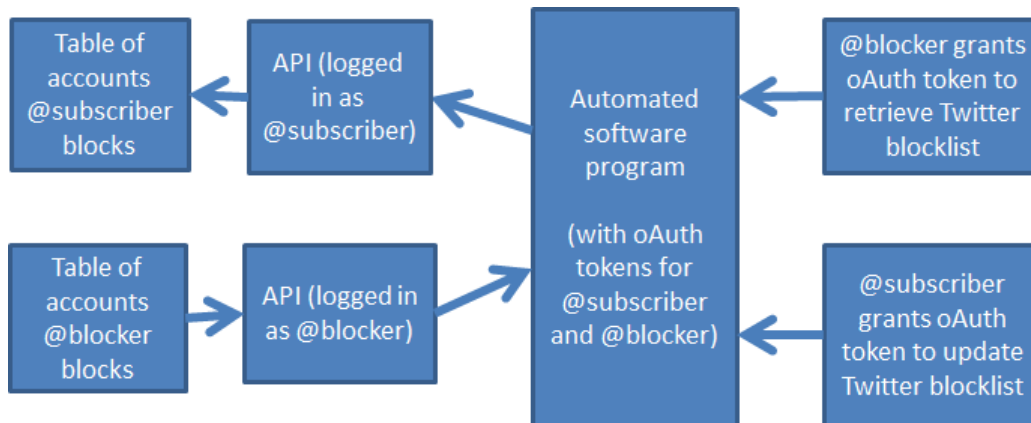 Table of
accounts
@subscriber
blocks
API (logged
in as
@subscriber)
Automated
software
program
(with oAuth
tokens for
@subscriber
and @blocker)
@blocker grants
oAuth token to
retrieve Twitter
blocklist
Table of
accounts
@blocker
blocks
API (logged in
as @blocker)
@subscriber
grants oAuth
token to update
Twitter blocklist